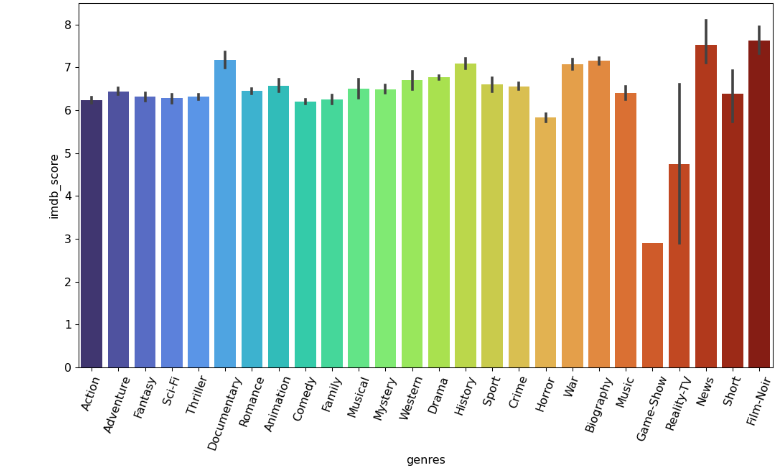 8
7
6
5
4
3
2
1
0
imdb_score
Action
Adventure
Fantasy
Sci-Fi
Thriller
Documentary
Romance
Animation
Comedy
Family
Musical
Mystery
Western
Drama
History
Sport
Crime
Horror
War
Biography
Music
Game-Show
Reality-TV
News
Short
Film-Noir
genres